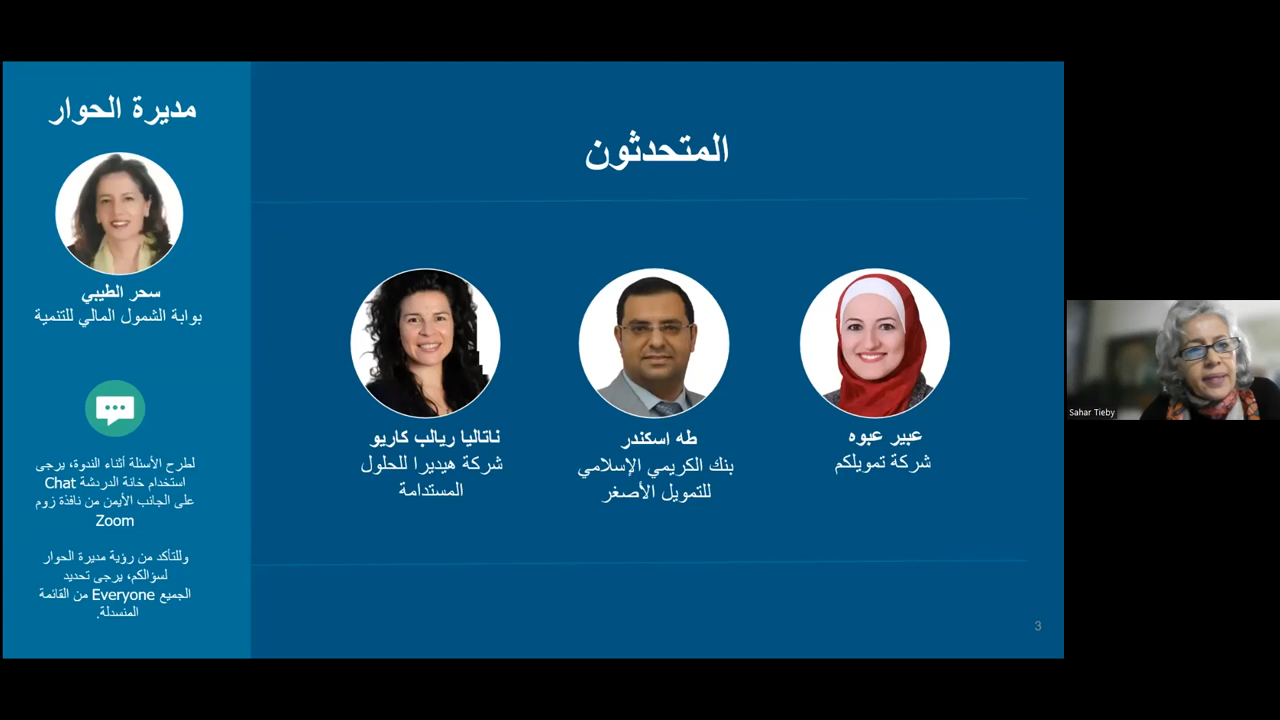 المتحدثون
عبير عبوه
شركة تمويلكم
طه اسكندر
بنك الكريمي الإسلامي
للتمويل الأصغر
ناتاليا ريالب كاريو
شركة هيديرا للحلول
المستدامة
مديرة الحوار
سحر الطيبي
بوابة الشمول المالي للتنمية
لطرح الأسئلة أثناء الندوة، يرجى
استخدام خانة الدردشة Chat
على الجانب الأيمن من نافذة زوم
Zoom
وللتأكد من رؤية مديرة الحوار
لسؤالكم، يرجى تحديد
الجميع Everyone من القائمة
المنسدلة.
3
Sahar Tieby